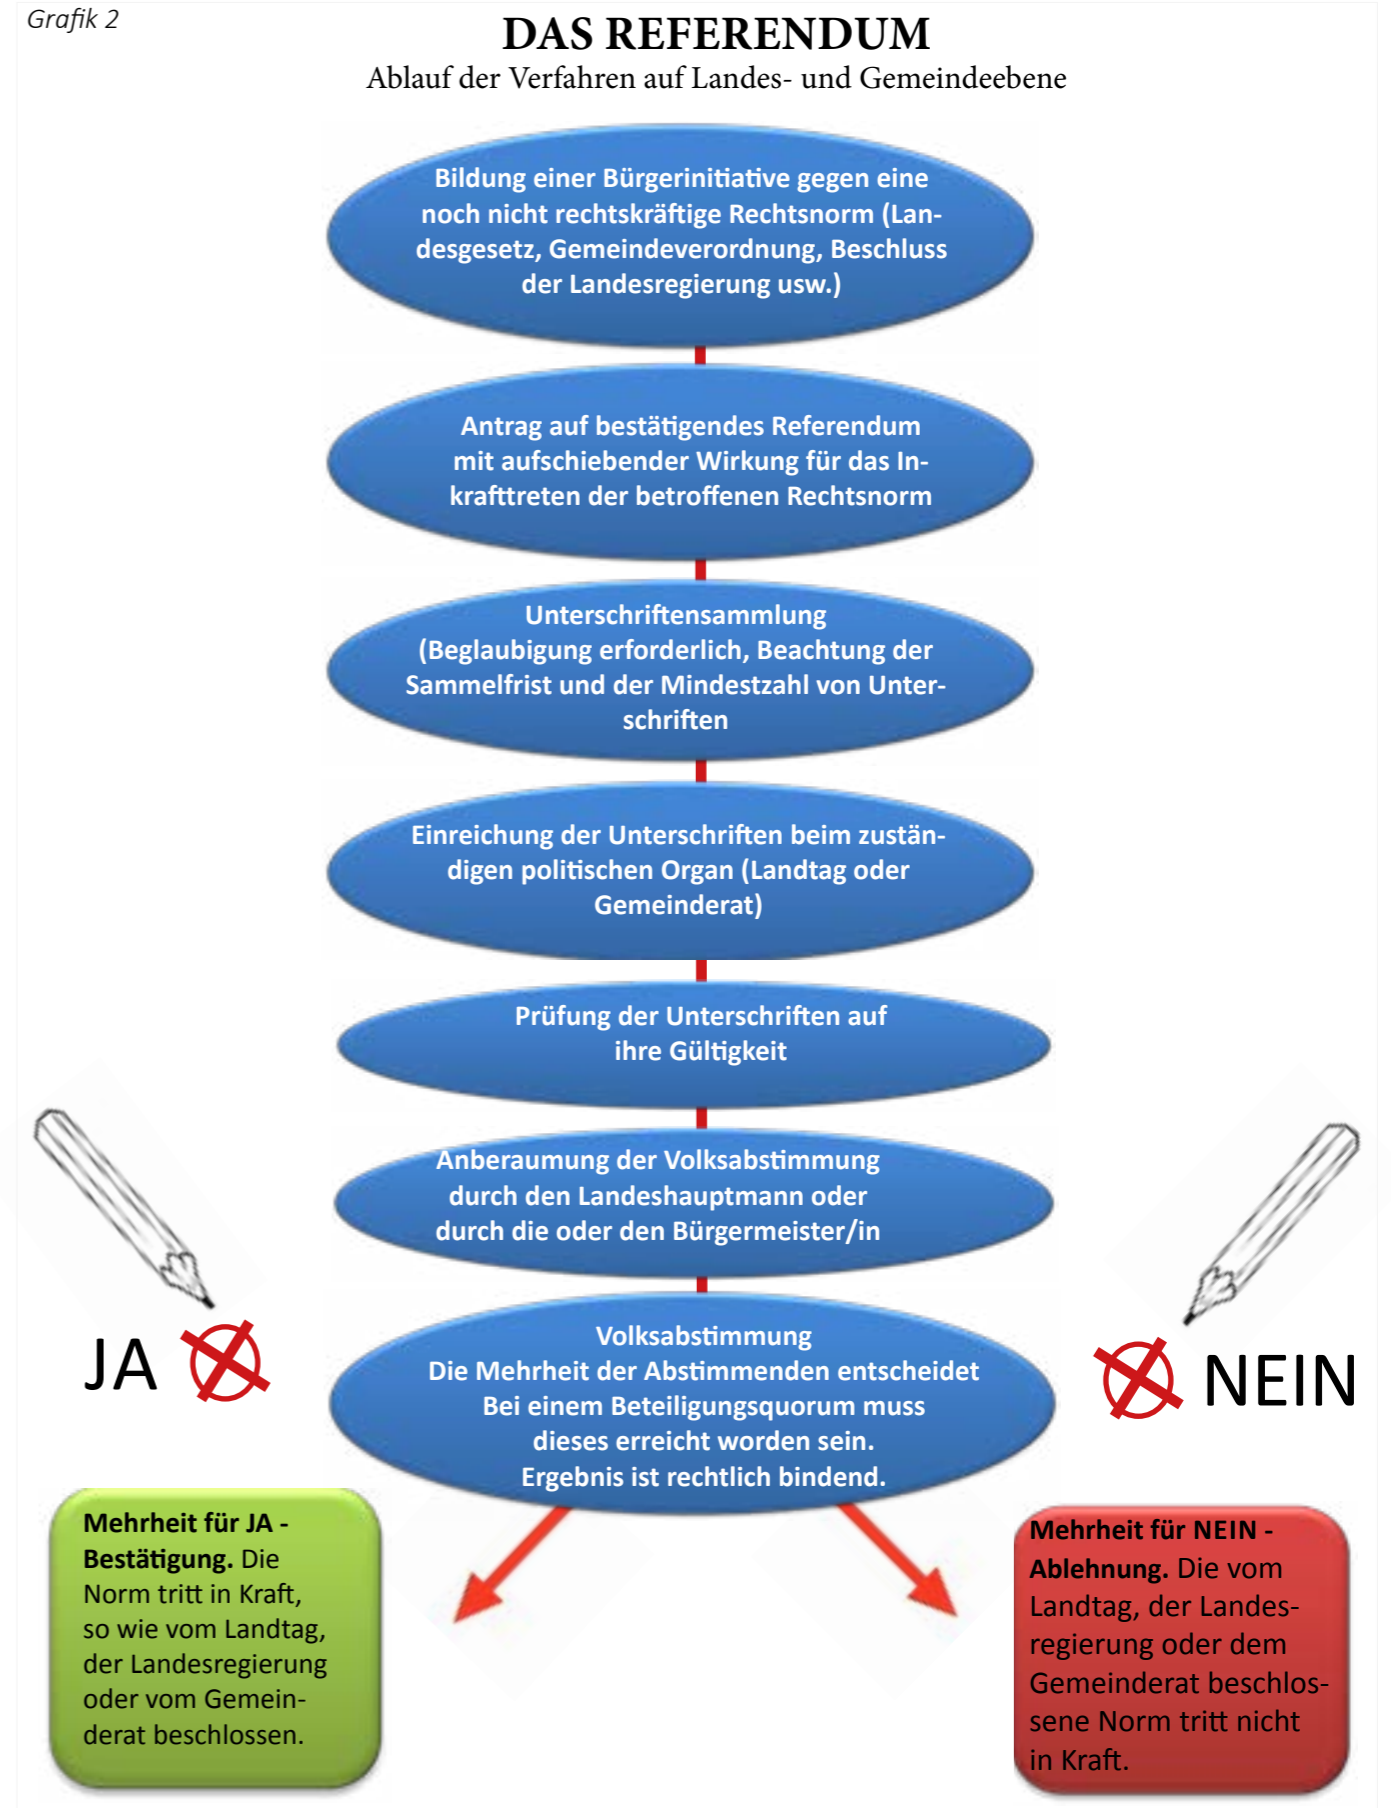 Grafik 2
DAS REFERENDUM
Ablauf der Verfahren auf Landes- und Gemeindeebene
Bildung einer Bürgerinitiative gegen eine
noch nicht rechtskräftige Rechtsnorm (Lan-
desgesetz, Gemeindeverordnung, Beschluss
der Landesregierung usw.)
Antrag auf bestätigendes Referendum
mit aufschiebender Wirkung für das In-
krafttreten der betroffenen Rechtsnorm
Unterschriftensammlung
(Beglaubigung erforderlich, Beachtung der
Sammelfrist und der Mindestzahl von Unter-
schriften
Einreichung der Unterschriften beim zustän-
digen politischen Organ (Landtag oder
Gemeinderat)
Prüfung der Unterschriften auf
ihre Gültigkeit
Anberaumung der Volksabstimmung
durch den Landeshauptmann oder
durch die oder den Bürgermeister/in
Volksabstimmung
Die Mehrheit der Abstimmenden entscheidet
Bei einem Beteiligungsquorum muss
dieses erreicht worden sein.
Ergebnis ist rechtlich bindend.
JA
NEIN
Mehrheit für JA -
Bestätigung. Die
Norm tritt in Kraft,
so wie vom Landtag,
der Landesregierung
oder vom Gemein-
derat beschlossen.
Mehrheit für NEIN -
Ablehnung. Die vom
Landtag, der Landes-
regierung oder dem
Gemeinderat beschlos-
sene Norm tritt nicht
in Kraft.